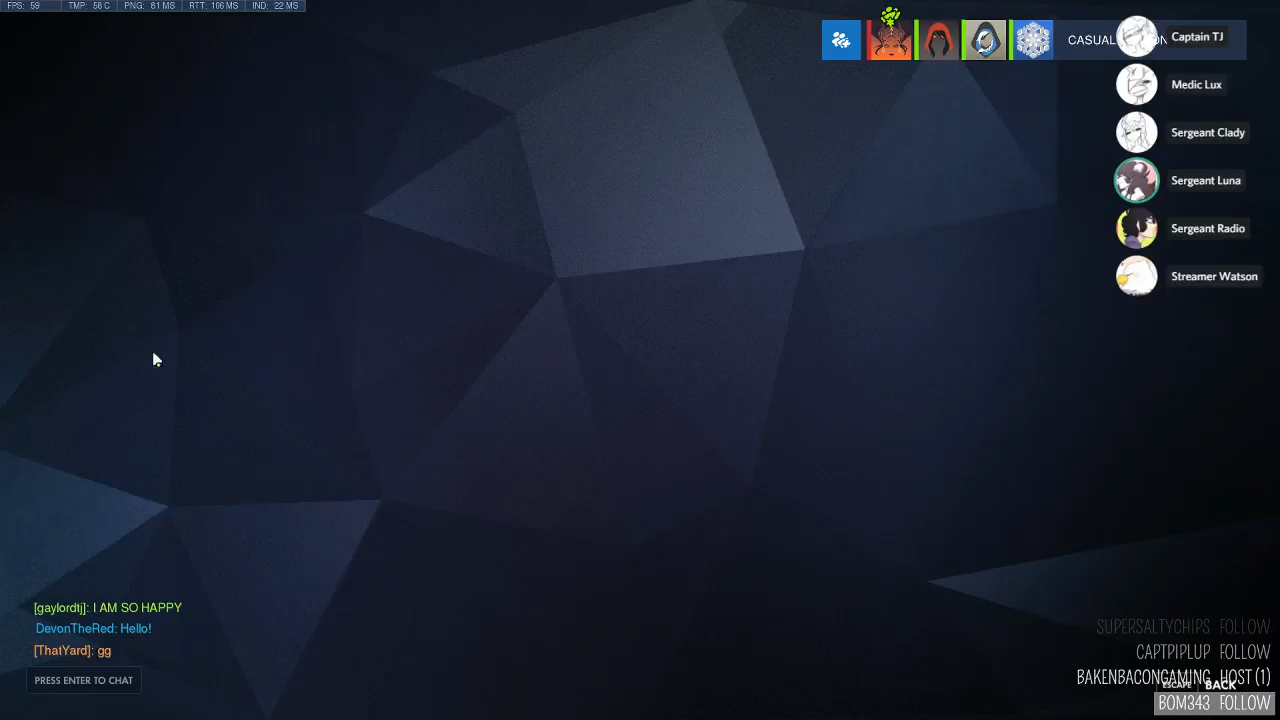 FPS: 59 TMP: 56 C PNG: 81 MS RTT: 106 MS IND: 22 MS
CASUAL
Captain TJ
Medic Lux
Sergeant Clady
Sergeant Luna
Sergeant Radio
Streamer Watson
[gaylordtj]: I AM SO HAPPY
DevonTheRed: Hello!
[ThatYard]: gg
PRESS ENTER TO CHAT
SUPERSALTYCHIPS FOLLOW
CAPTPIPLUP FOLLOW
BAKENBACONGAMING HOST (1)
ESCAPE BACK
BOM343 FOLLOW